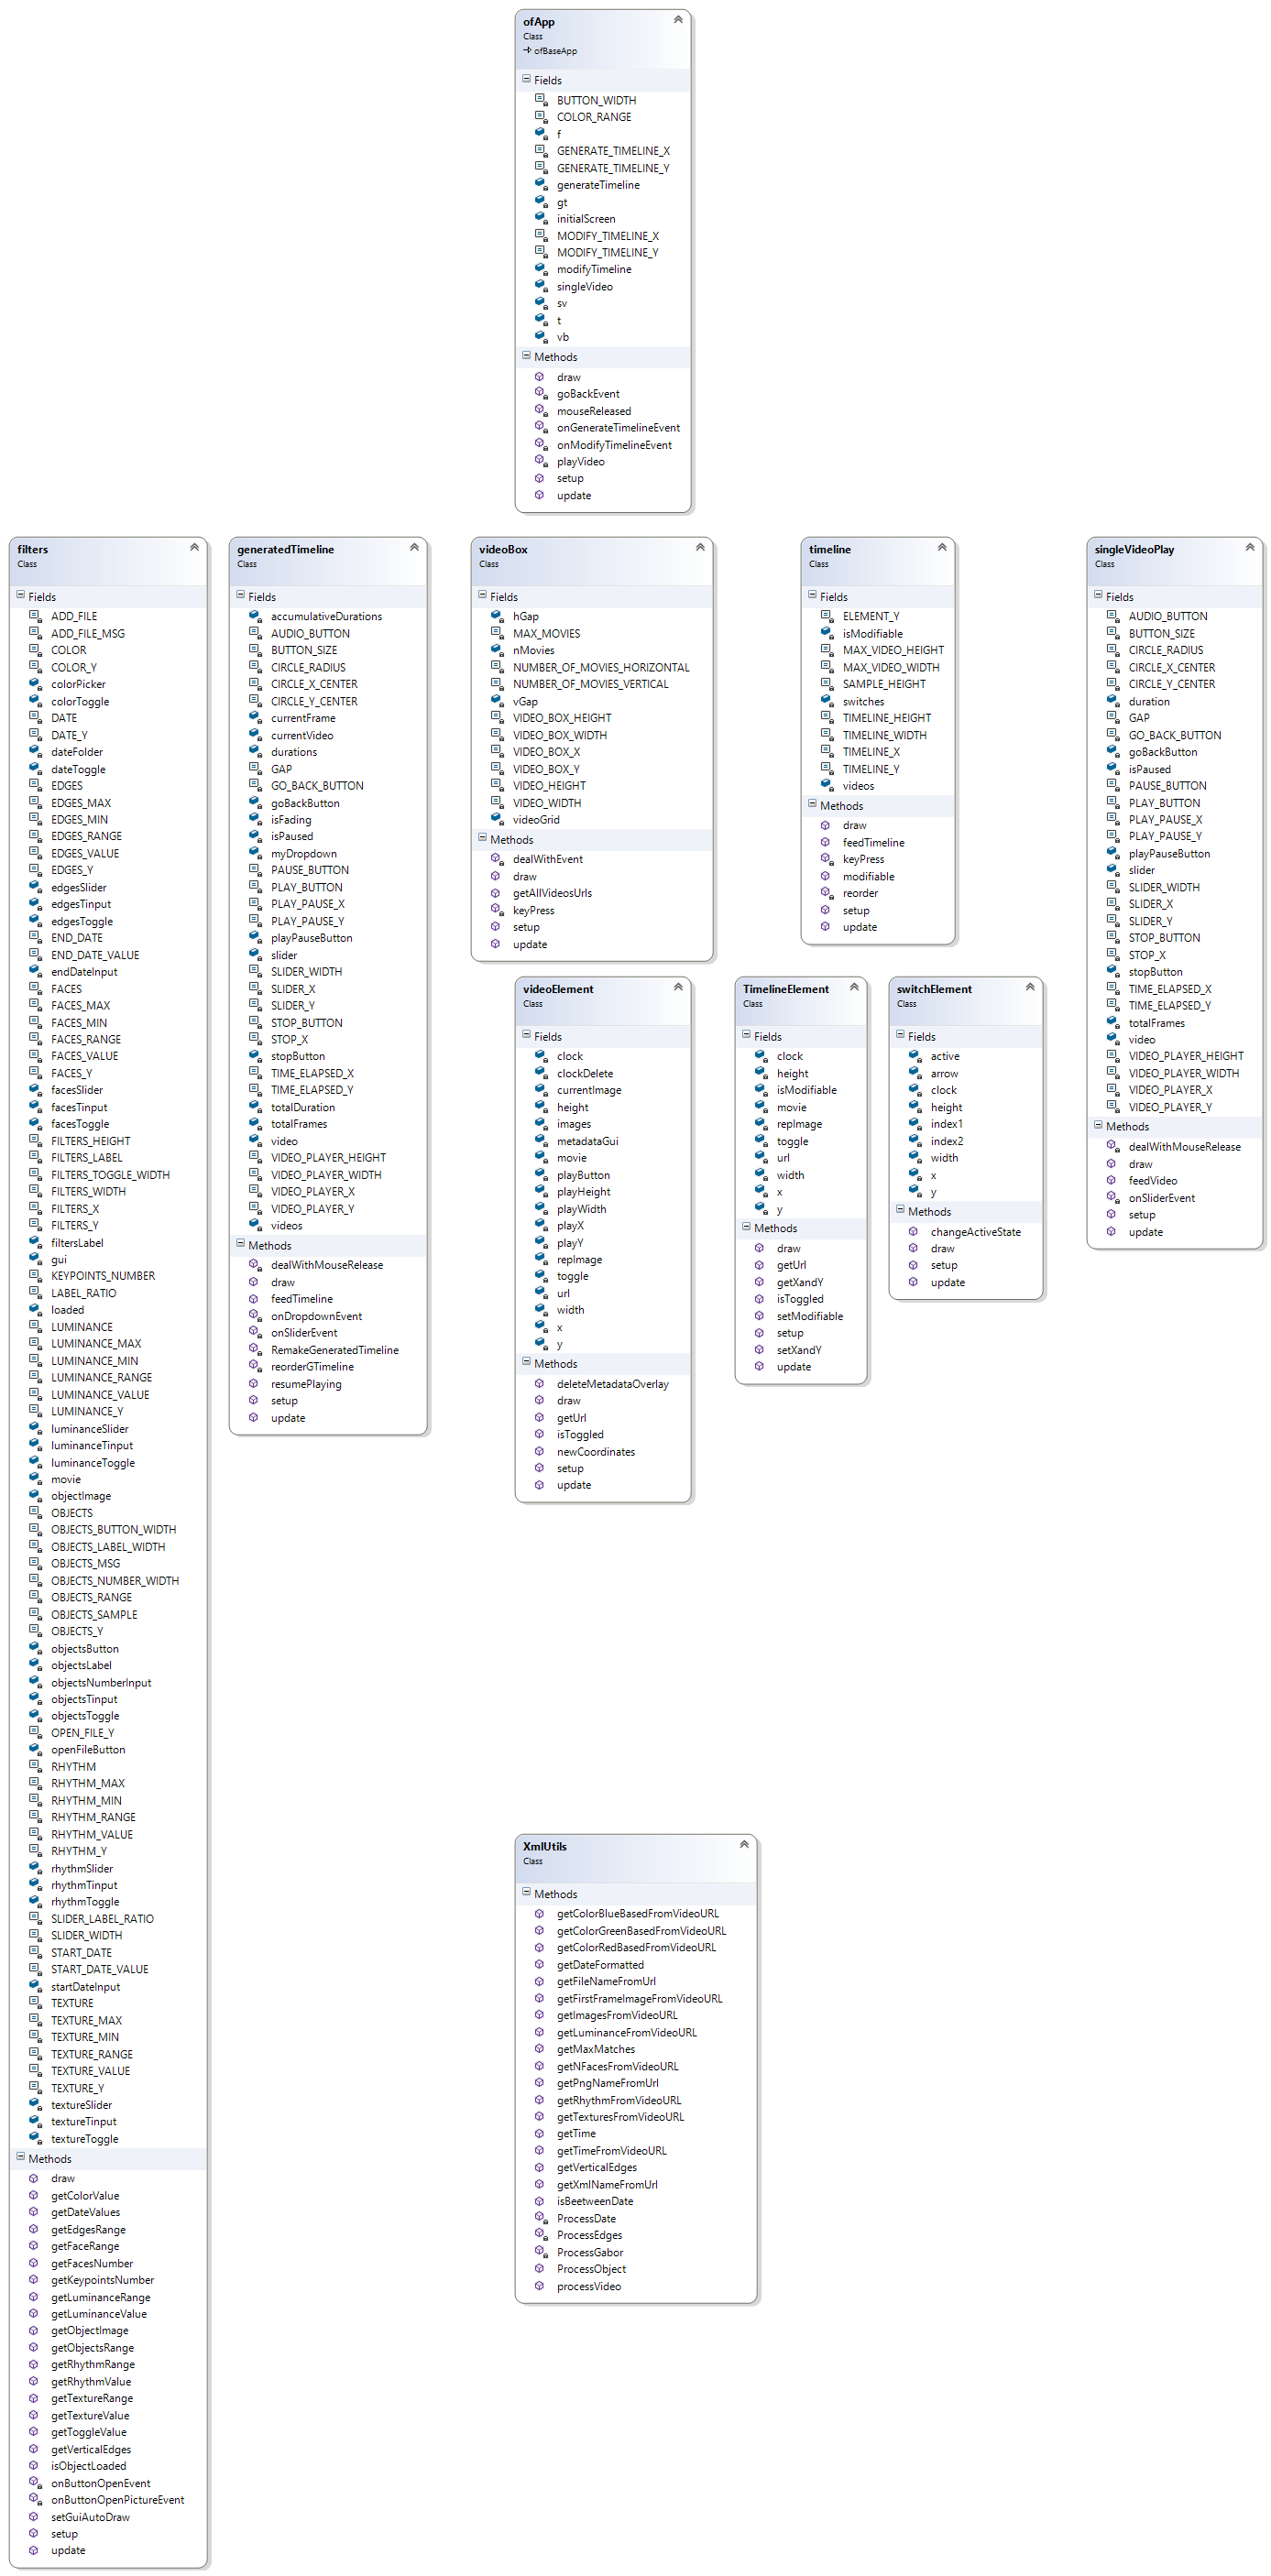 ofApp
Class
ofBaseApp
Fields
BUTTON_WIDTH
COLOR_RANGE
f
GENERATE_TIMELINE_X
GENERATE_TIMELINE_Y
generateTimeline
gt
initialScreen
MODIFY_TIMELINE_X
MODIFY_TIMELINE_Y
modifyTimeline
singleVideo
sv
t
vb
Methods
draw
goBackEvent
mouseReleased
onGenerateTimelineEvent
onModifyTimelineEvent
playVideo
setup
update
filters
Class
Fields
ADD_FILE
ADD_FILE_MSG
COLOR
COLOR_Y
colorPicker
colorToggle
DATE
DATE_Y
dateFolder
dateToggle
EDGES
EDGES_MAX
EDGES_MIN
EDGES_RANGE
EDGES_VALUE
EDGES_Y
edgesSlider
edgesTinput
edgesToggle
END_DATE
END_DATE_VALUE
endDateInput
FACES
FACES_MAX
FACES_MIN
FACES_RANGE
FACES_VALUE
FACES_Y
facesSlider
facesTinput
facesToggle
FILTERS_HEIGHT
FILTERS_LABEL
FILTERS_TOGGLE_WIDTH
FILTERS_WIDTH
FILTERS_X
FILTERS_Y
filtersLabel
gui
KEYPOINTS_NUMBER
LABEL_RATIO
loaded
LUMINANCE
LUMINANCE_MAX
LUMINANCE_MIN
LUMINANCE_RANGE
LUMINANCE_VALUE
LUMINANCE_Y
luminanceSlider
luminanceTinput
luminanceToggle
movie
objectImage
OBJECTS
OBJECTS_BUTTON_WIDTH
OBJECTS_LABEL_WIDTH
OBJECTS_MSG
OBJECTS_NUMBER_WIDTH
OBJECTS_RANGE
OBJECTS_SAMPLE
OBJECTS_Y
objectsButton
objectsLabel
objectsNumberInput
objectsTinput
objectsToggle
OPEN_FILE_Y
openFileButton
RHYTHM
RHYTHM_MAX
RHYTHM_MIN
RHYTHM_RANGE
RHYTHM_VALUE
RHYTHM_Y
rhythmSlider
rhythmTinput
rhythmToggle
SLIDER_LABEL_RATIO
SLIDER_WIDTH
START_DATE
START_DATE_VALUE
startDateInput
TEXTURE
TEXTURE_MAX
TEXTURE_MIN
TEXTURE_RANGE
TEXTURE_VALUE
TEXTURE_Y
textureSlider
textureTinput
textureToggle
Methods
draw
getColorValue
getDateValues
getEdgesRange
getFaceRange
getFacesNumber
getKeypointsNumber
getLuminanceRange
getLuminanceValue
getObjectImage
getObjectsRange
getRhythmRange
getRhythmValue
getTextureRange
getTextureValue
getToggleValue
getVerticalEdges
isObjectLoaded
onButtonOpenEvent
onButtonOpenPictureEvent
setGuiAutoDraw
setup
update
generatedTimeline
Class
Fields
accumulativeDurations
AUDIO_BUTTON
BUTTON_SIZE
CIRCLE_RADIUS
CIRCLE_X_CENTER
CIRCLE_Y_CENTER
currentFrame
currentVideo
durations
GAP
GO_BACK_BUTTON
goBackButton
isFading
isPaused
myDropdown
PAUSE_BUTTON
PLAY_BUTTON
PLAY_PAUSE_X
PLAY_PAUSE_Y
playPauseButton
slider
SLIDER_WIDTH
SLIDER_X
SLIDER_Y
STOP_BUTTON
STOP_X
stopButton
TIME_ELAPSED_X
TIME_ELAPSED_Y
totalDuration
totalFrames
video
VIDEO_PLAYER_HEIGHT
VIDEO_PLAYER_WIDTH
VIDEO_PLAYER_X
VIDEO_PLAYER_Y
videos
Methods
dealWithMouseRelease
draw
feedTimeline
onDropdownEvent
onSliderEvent
RemakeGeneratedTimeline
reorderGTimeline
resumePlaying
setup
update
videoBox
Class
Fields
hGap
MAX_MOVIES
nMovies
NUMBER_OF_MOVIES_HORIZONTAL
NUMBER_OF_MOVIES_VERTICAL
vGap
VIDEO_BOX_HEIGHT
VIDEO_BOX_WIDTH
VIDEO_BOX_X
VIDEO_BOX_Y
VIDEO_HEIGHT
VIDEO_WIDTH
videoGrid
Methods
dealWithEvent
draw
getAllVideosUrls
keyPress
setup
update
timeline
Class
Fields
ELEMENT_Y
isModifiable
MAX_VIDEO_HEIGHT
MAX_VIDEO_WIDTH
SAMPLE_HEIGHT
switches
TIMELINE_HEIGHT
TIMELINE_WIDTH
TIMELINE_X
TIMELINE_Y
videos
Methods
draw
feedTimeline
keyPress
modifiable
reorder
setup
update
singleVideoPlay
Class
Fields
AUDIO_BUTTON
BUTTON_SIZE
CIRCLE_RADIUS
CIRCLE_X_CENTER
CIRCLE_Y_CENTER
duration
GAP
GO_BACK_BUTTON
goBackButton
isPaused
PAUSE_BUTTON
PLAY_BUTTON
PLAY_PAUSE_X
PLAY_PAUSE_Y
playPauseButton
slider
SLIDER_WIDTH
SLIDER_X
SLIDER_Y
STOP_BUTTON
STOP_X
stopButton
TIME_ELAPSED_X
TIME_ELAPSED_Y
totalFrames
video
VIDEO_PLAYER_HEIGHT
VIDEO_PLAYER_WIDTH
VIDEO_PLAYER_X
VIDEO_PLAYER_Y
Methods
dealWithMouseRelease
draw
feedVideo
onSliderEvent
setup
update
videoElement
Class
Fields
clock
clockDelete
currentImage
height
images
metadataGui
movie
playButton
playHeight
playWidth
playX
playY
repImage
toggle
url
width
x
y
Methods
deleteMetadataOverlay
draw
getUrl
isToggled
newCoordinates
setup
update
TimelineElement
Class
Fields
clock
height
isModifiable
movie
repImage
toggle
url
width
x
y
Methods
draw
getUrl
getXandY
isToggled
setModifiable
setup
setXandY
update
switchElement
Class
Fields
active
arrow
clock
height
index1
index2
width
x
y
Methods
changeActiveState
draw
setup
update
XmlUtils
Class
Methods
getColorBlueBasedFromVideoURL
getColorGreenBasedFromVideoURL
getColorRedBasedFromVideoURL
getDateFormatted
getFileNameFromUrl
getFirstFrameImageFromVideoURL
getImagesFromVideoURL
getLuminanceFromVideoURL
getMaxMatches
getNFacesFromVideoURL
getPngNameFromUrl
getRhythmFromVideoURL
getTexturesFromVideoURL
getTime
getTimeFromVideoURL
getVerticalEdges
getXmlNameFromUrl
isBeetweenDate
ProcessDate
ProcessEdges
ProcessGabor
ProcessObject
processVideo